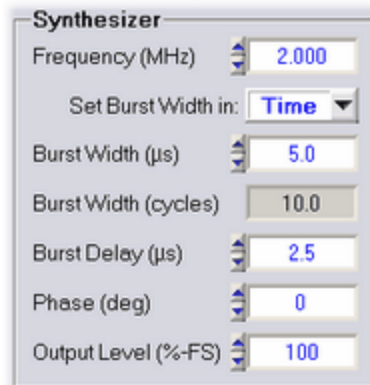 Synthesizer
Frequency (MHz) 2.000
Set Burst Width in: Time
Burst Width (µs) 5.0
Burst Width (cycles) 10.0
Burst Delay (µs) 2.5
Phase (deg) 0
Output Level (%-FS) 100